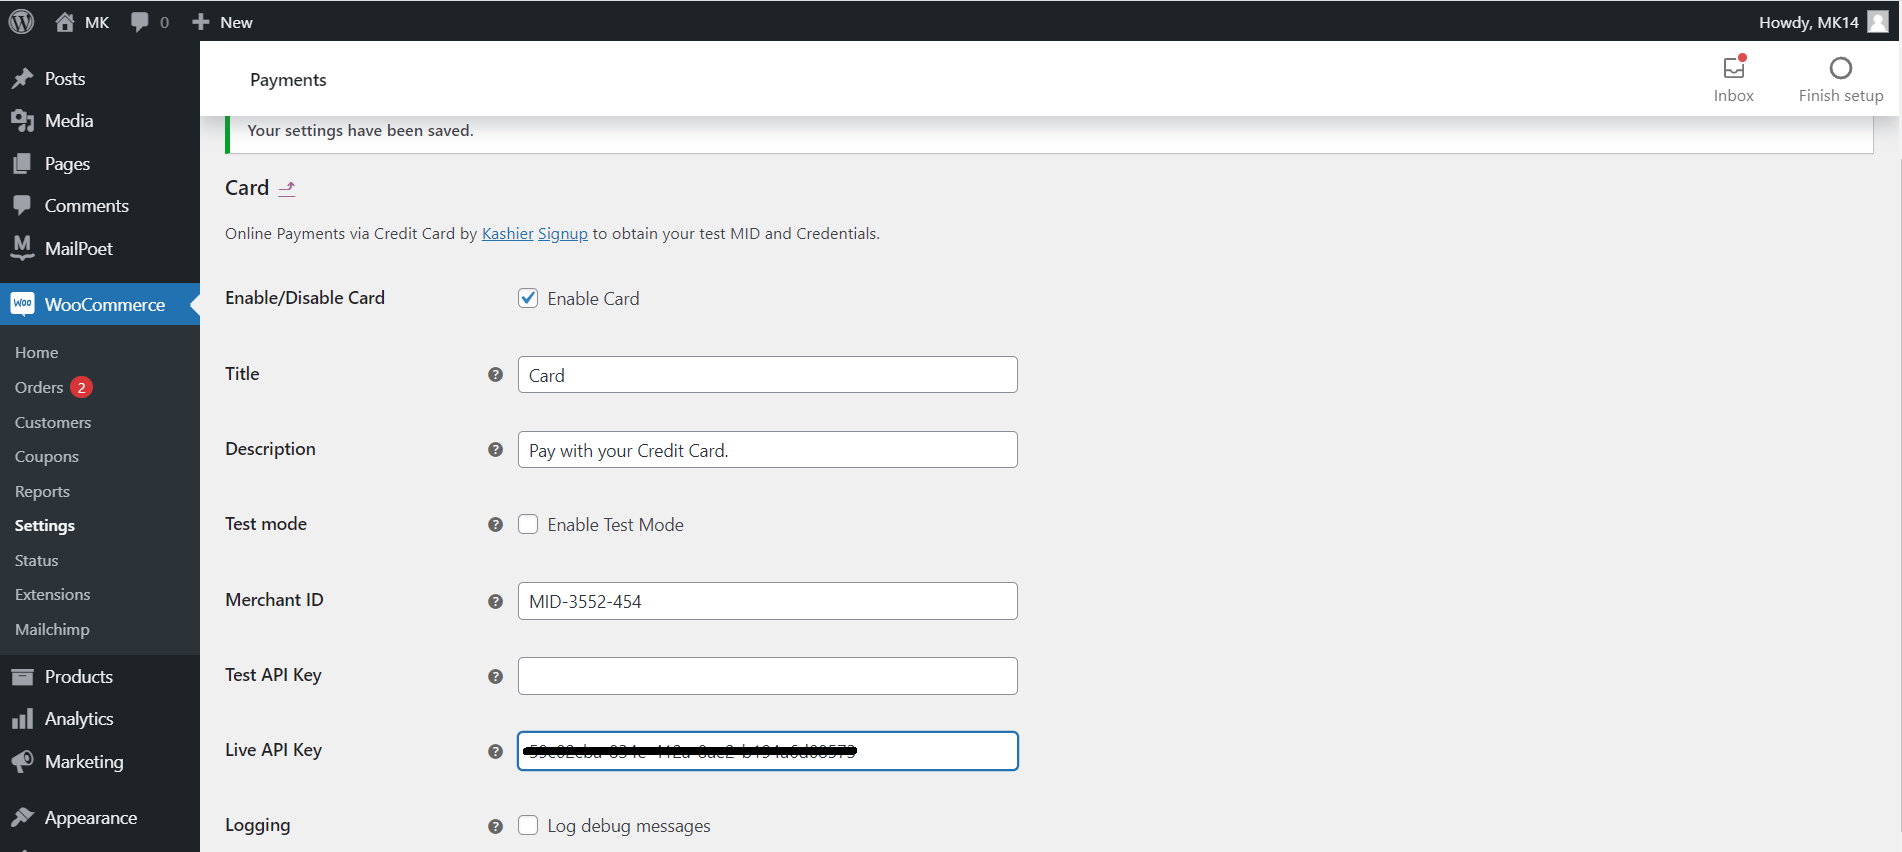 MK
0
New
Howdy, MK14
Posts
Media
Pages
Comments
MailPoet
Woo WooCommerce
Home
Orders 2
Customers
Coupons
Reports
Settings
Status
Extensions
Mailchimp
Products
Analytics
Marketing
Appearance
Payments
Inbox
Finish setup
Your settings have been saved.
Card
Online Payments via Credit Card by Kashier Signup to obtain your test MID and Credentials.
Enable/Disable Card
Enable Card
Title
Card
Description
Pay with your Credit Card.
Test mode
Enable Test Mode
Merchant ID
MID-3552-454
Test API Key
Live API Key
Logging
Log debug messages